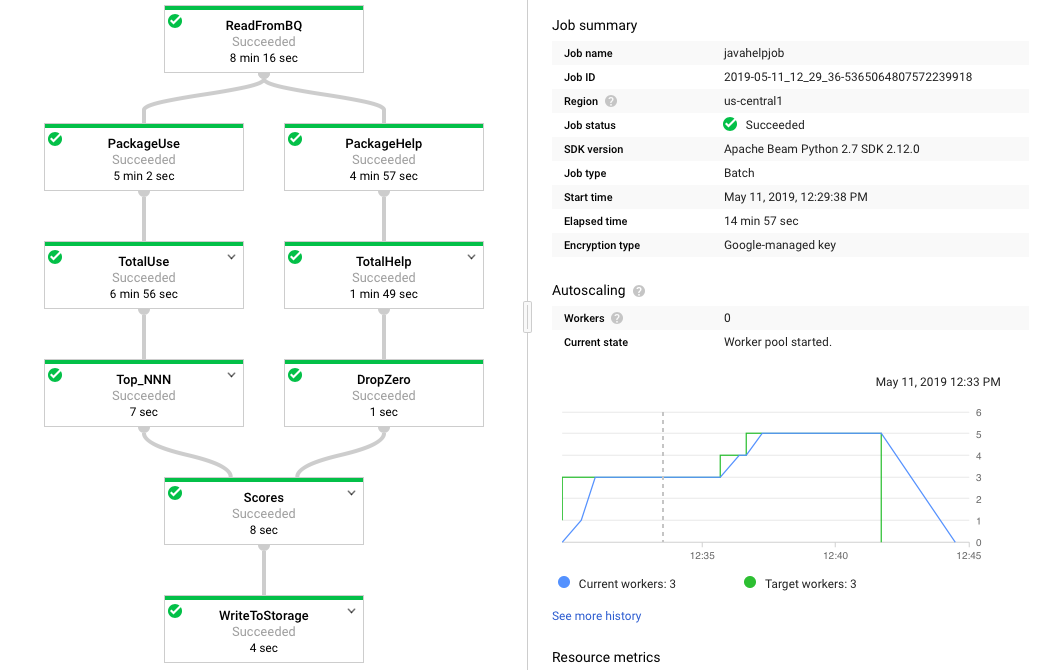 ReadFromBQ
Succeeded
8 min 16 sec
PackageUse
Succeeded
5 min 2 sec
PackageHelp
Succeeded
4 min 57 sec
TotalUse
Succeeded
6 min 56 sec
TotalHelp
Succeeded
1 min 49 sec
Top_NNN
Succeeded
7 sec
DropZero
Succeeded
1 sec
Scores
Succeeded
8 sec
WriteToStorage
Succeeded
4 sec
Job summary
Job name javahelpjob
Job ID 2019-05-11_12_29_36-5365064807572239918
Region ? us-central1
Job status Succeeded
SDK version Apache Beam Python 2.7 SDK 2.12.0
Job type Batch
Start time May 11, 2019, 12:29:38 PM
Elapsed time 14 min 57 sec
Encryption type Google-managed key
Autoscaling ?
Workers ? 0
Current state Worker pool started.
May 11, 2019 12:33 PM
6
5
4
3
2
1
0
12:35 12:40 12:45
Current workers: 3 Target workers: 3
See more history
Resource metrics